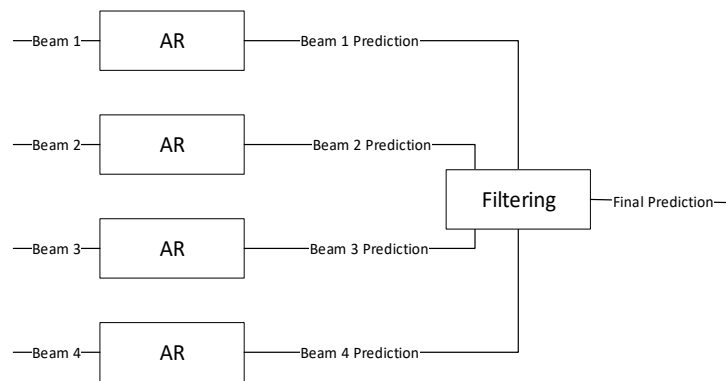 Beam 1
AR
Beam 1 Prediction
Beam 2
AR
Beam 2 Prediction
Filtering
Final Prediction
Beam 3
AR
Beam 3 Prediction
Beam 4
AR
Beam 4 Prediction